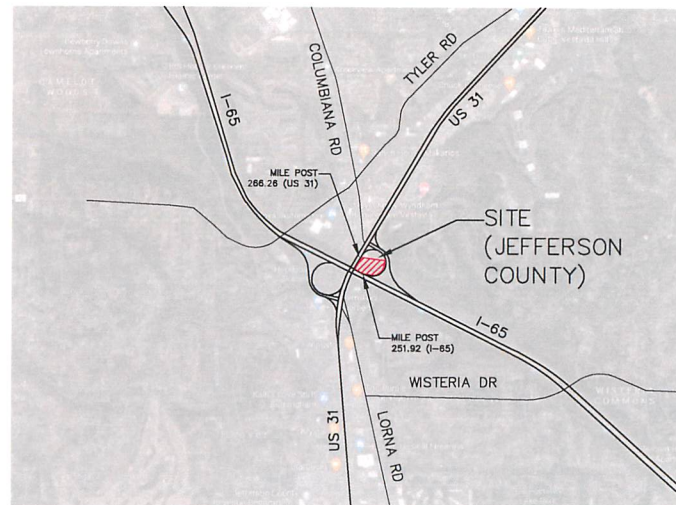 I-65
COLUMBIANA RD
TYLER RD
US 31
MILE POST
266.26 (US 31)
SITE
(JEFFERSON
COUNTY)
MILE POST
251.92 (I-65)
I-65
WISTERIA DR
US 31
LORNA RD